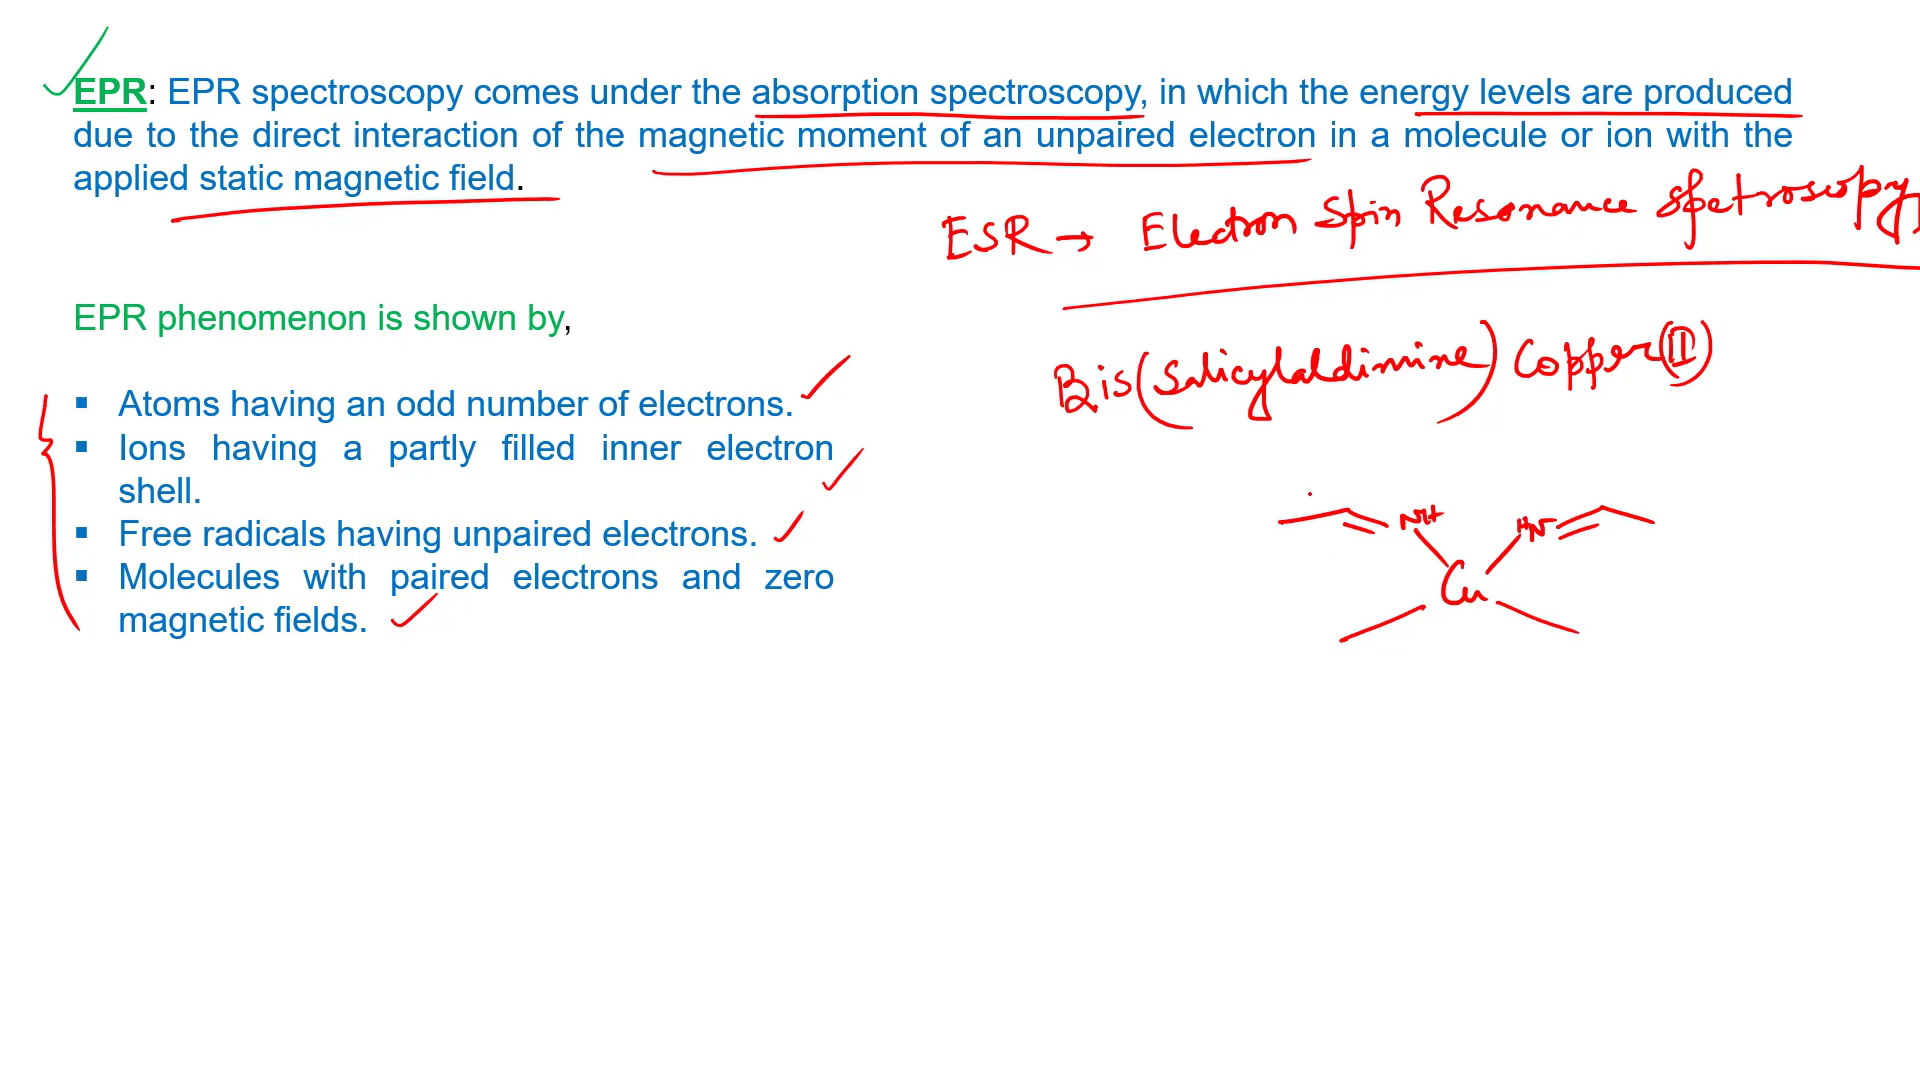 EPR: EPR spectroscopy comes under the absorption spectroscopy, in which the energy levels are produced
due to the direct interaction of the magnetic moment of an unpaired electron in a molecule or ion with the
applied static magnetic field.
ESR → Electron Spin Resonance Spetroscopy
EPR phenomenon is shown by,
Bis(Salicylaldimine) Copper(II)
▪ Atoms having an odd number of electrons.
▪ Ions having a partly filled inner electron
shell.
▪ Free radicals having unpaired electrons.
▪ Molecules with paired electrons and zero
magnetic fields.
NH HN
Cu